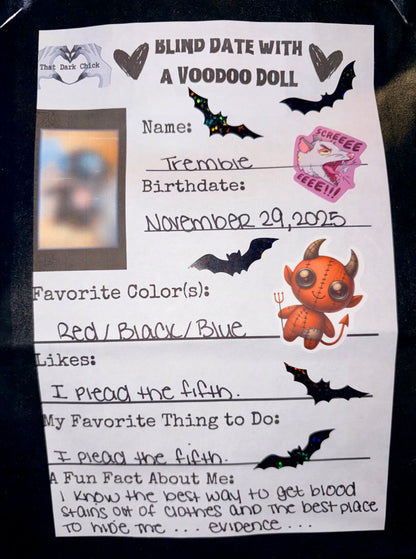 That Dark Chick
BLIND DATE WITH
A VOODOO DOLL
Name:
Tremble
SCREEEE
EEEE!!!
Birthdate:
November 29, 2025
Favorite Color(s):
Red/Black/Blue
Likes:
I plead the fifth.
My Favorite Thing to Do:
I plead the fifth.
A Fun Fact About Me:
I know the best way to get blood
stains out of clothes and the best place
to hide the ... evidence ...